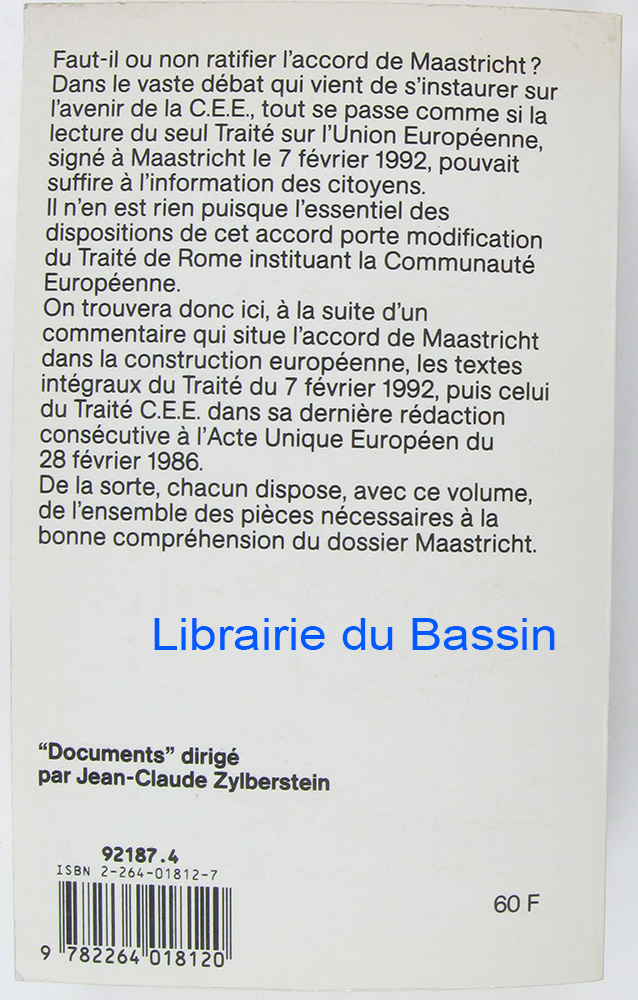 Faut-il ou non ratifier l'accord de Maastricht ?
Dans le vaste débat qui vient de s'instaurer sur
l'avenir de la C.E.E., tout se passe comme si la
lecture du seul Traité sur l'Union Européenne,
signé à Maastricht le 7 février 1992, pouvait
suffire à l'information des citoyens.
Il n'en est rien puisque l'essentiel des
dispositions de cet accord porte modification
du Traité de Rome instituant la Communauté
Européenne.
On trouvera donc ici, à la suite d'un
commentaire qui situe l'accord de Maastricht
dans la construction européenne, les textes
intégraux du Traité du 7 février 1992, puis celui
du Traité C.E.E. dans sa dernière rédaction
consécutive à l'Acte Unique Européen du
28 février 1986.
De la sorte, chacun dispose, avec ce volume,
de l'ensemble des pièces nécessaires à la
bonne compréhension du dossier Maastricht.
Librairie du Bassin
"Documents" dirigé
par Jean-Claude Zylberstein
92187.4
ISBN 2-264-01812-7
9 782264 018120
60 F